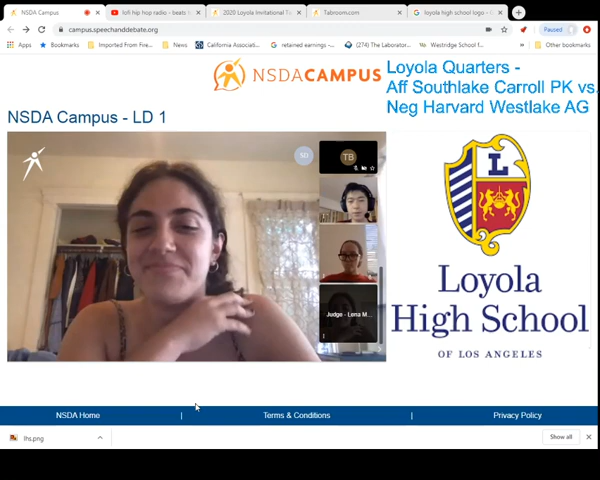 NSDA Campus
lofi hip hop radio - beats t
2020 Loyola Invitational T
Tabroom.com
loyola high school logo - G
campus.speechanddebate.org
Paused
Apps
Bookmarks
Imported From IE
School
News
California Associati...
retained earnings -...
(274) The Laborator...
Westridge School f...
Other bookmarks
NSDACAMPUS
Loyola Quarters -
Aff Southlake Carroll PK vs.
Neg Harvard Westlake AG
NSDA Campus - LD 1
SD
TB
Judge - Lena M...
L
Loyola
High School
OF LOS ANGELES
NSDA Home | Terms & Conditions | Privacy Policy
lhs.png
Show all